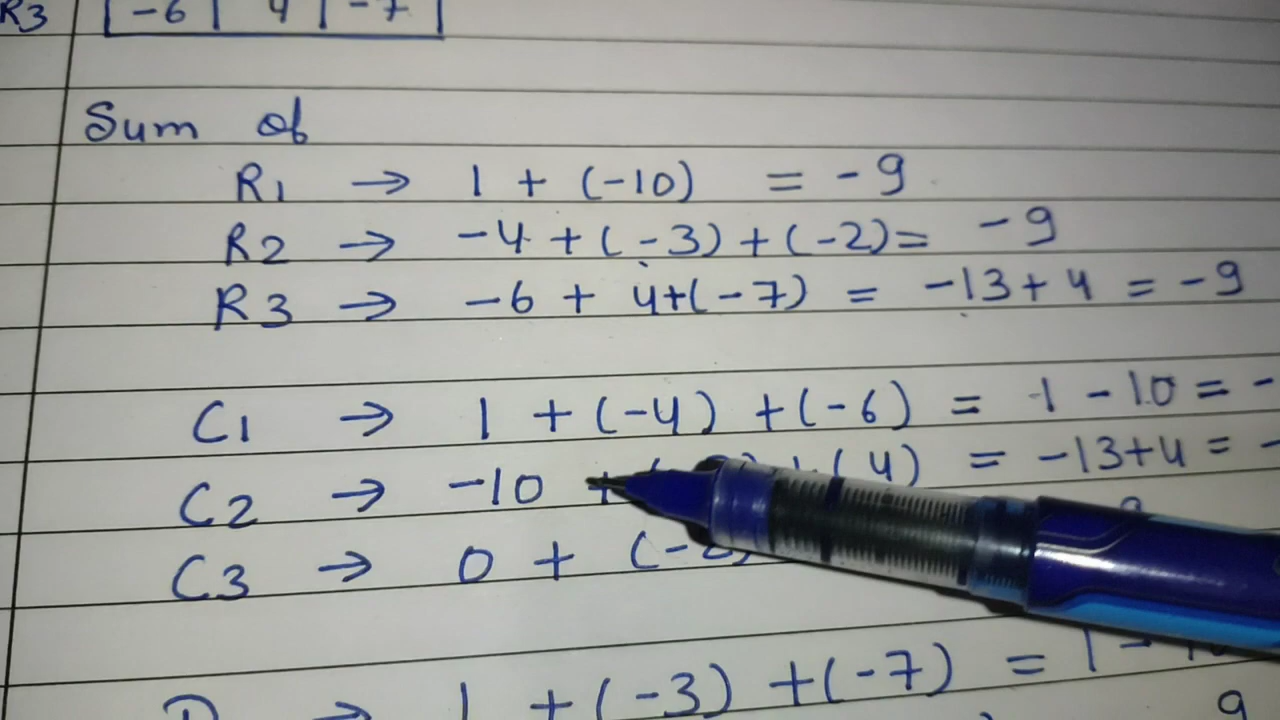 R3 | -6 | 4 | -7 |
Sum of
R1 → 1 + (-10) = -9
R2 → -4 + (-3) + (-2) = -9
R3 → -6 + 4+(-7) = -13+4 = -9
C1 → 1 + (-4) + (-6) = 1 - 10 = -
C2 → -10 + (4) = -13+4 = -
C3 → 0 + (-2)
1 + (-3) + (-7) = 1 -
9